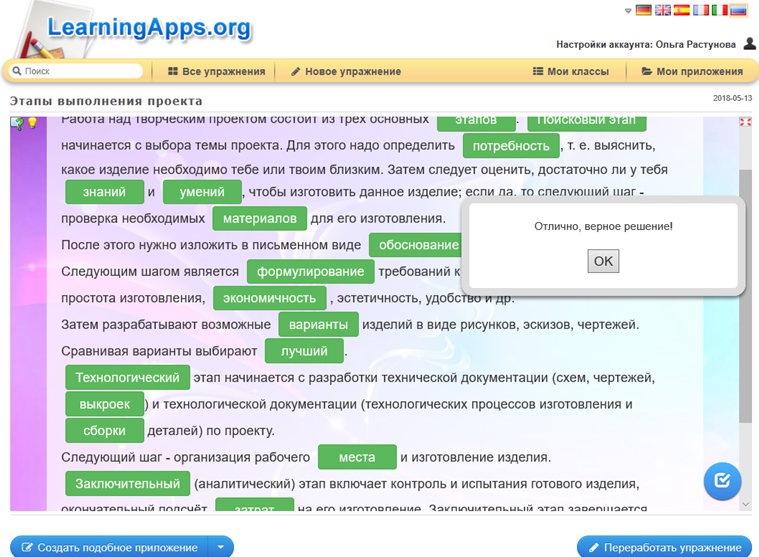 LearningApps.org
Настройки аккаунта: Ольга Растунова
Поиск
Все упражнения
Новое упражнение
Мои классы
Мои приложения
Этапы выполнения проекта
2018-05-13
Работа над творческим проектом состоит из трех основных этапов . Поисковый этап
начинается с выбора темы проекта. Для этого надо определить потребность , т. е. выяснить,
какое изделие необходимо тебе или твоим близким. Затем следует оценить, достаточно ли у тебя
знаний и умений , чтобы изготовить данное изделие; если да, то следующий шаг -
проверка необходимых материалов для его изготовления.
После этого нужно изложить в письменном виде обоснование
Следующим шагом является формулирование требований к
простота изготовления, экономичность , эстетичность, удобство и др.
Затем разрабатывают возможные варианты изделий в виде рисунков, эскизов, чертежей.
Сравнивая варианты выбирают лучший .
Технологический этап начинается с разработки технической документации (схем, чертежей,
выкроек ) и технологической документации (технологических процессов изготовления и
сборки деталей) по проекту.
Следующий шаг - организация рабочего места и изготовление изделия.
Заключительный (аналитический) этап включает контроль и испытания готового изделия,
окончательный подсчёт затрат на его изготовление. Заключительный этап завершается
Отлично, верное решение!
OK
Создать подобное приложение
Переработать упражнение